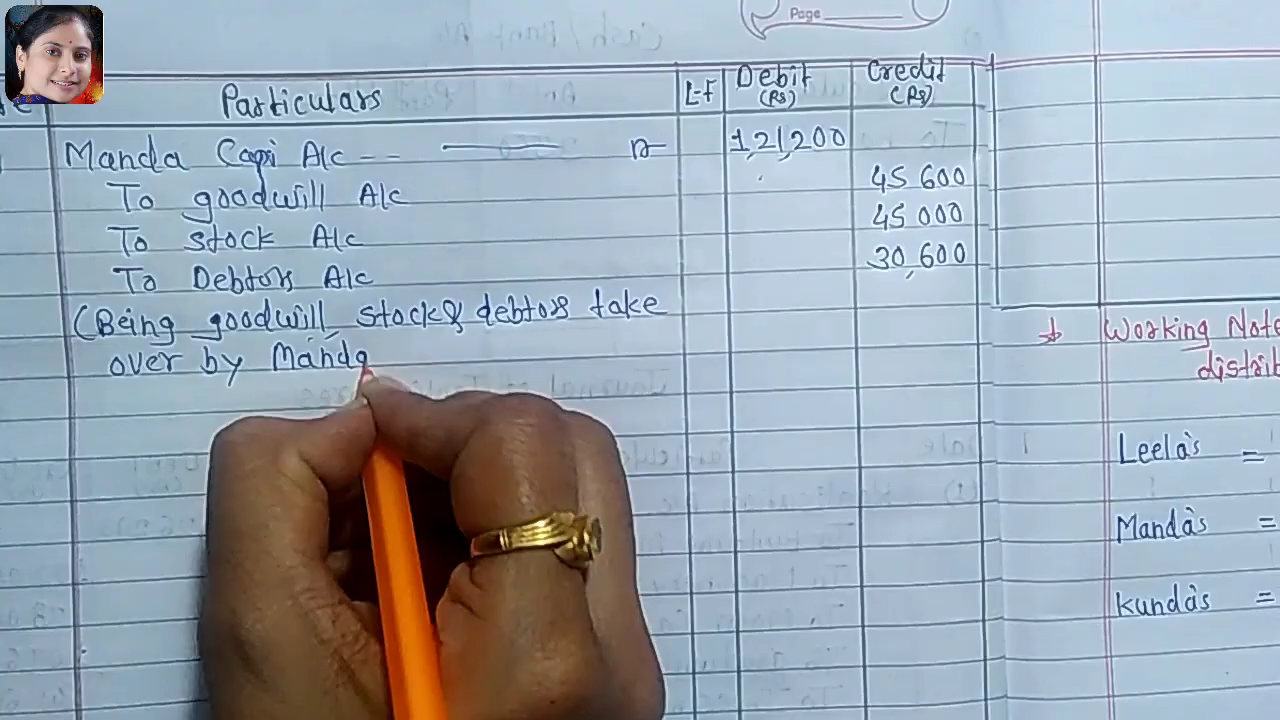 Page
Particulars L-F Debit (Rs) Credit (Rs)
Manda Capi A/c -- Dr 1,21,200
To goodwill A/c 45 600
To stock A/c 45 000
To Debtors A/c 30,600
(Being goodwill, stock & debtors take
over by Manda
* Working Note
distrib
Leela's =
Manda's =
Kunda's =